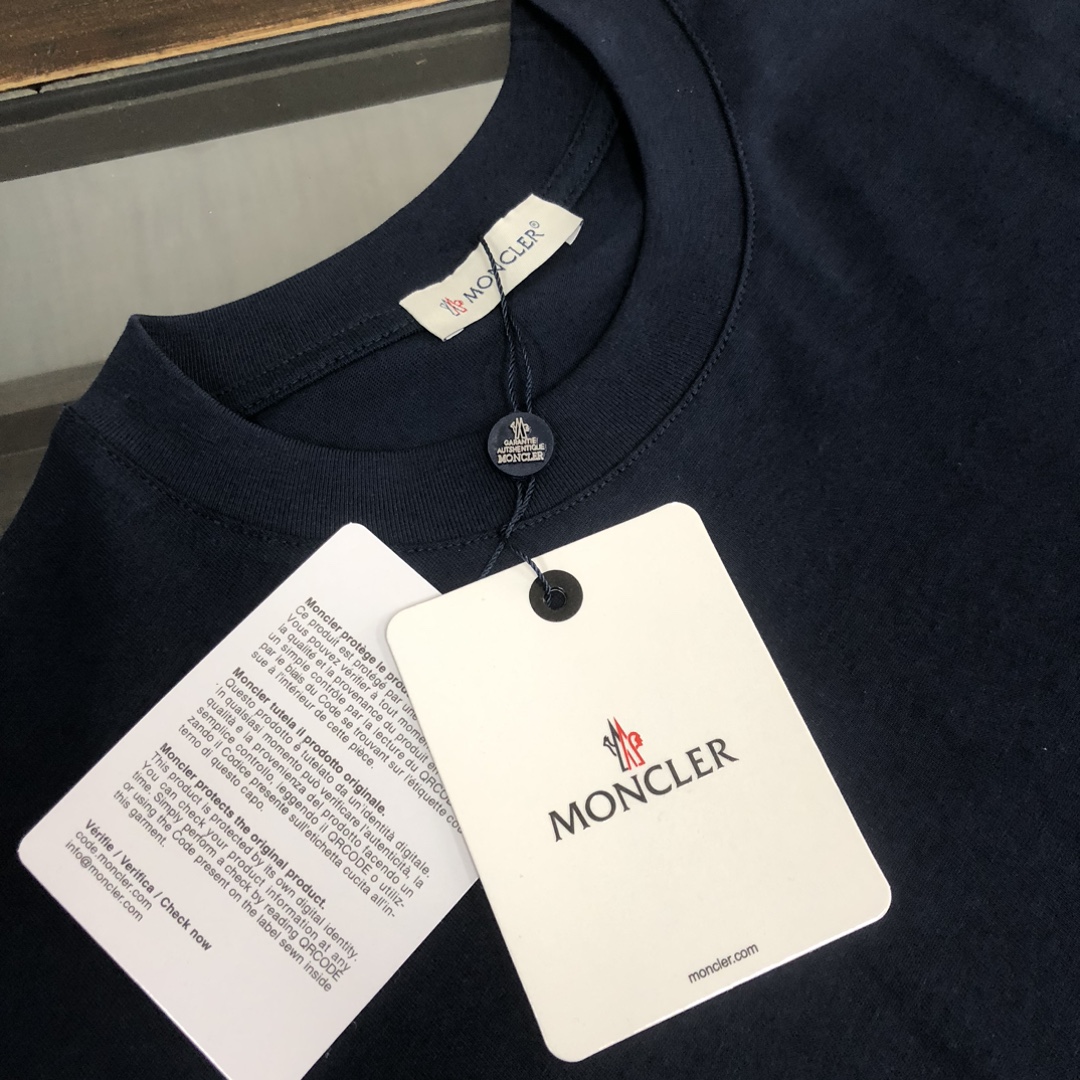 MONCLER®
GARANTIE
AUTSHENTIQUE
MONCLER
Moncler protège le
Ce produit est protégé par une
Vous pouvez vérifier à tout moment
la qualité et la provenance du produit en
un simple contrôle par la lecture du QRCODE
par le biais du Code se trouvant sur l'étiquette
sue à l'intérieur de cette pièce.
Moncler tutela il prodotto originale.
Questo prodotto è tutelato da un'identità digitale.
In qualsiasi momento può verificare l'autenticità, la
qualità e la provenienza del prodotto facendo un
semplice controllo, leggendo il QRCODE o utiliz-
zando il Codice presente sull'etichetta cucita all'in-
terno di questo capo.
Moncler protects the original product.
This product is protected by its own digital identity.
You can check your product information at any
time. Simply perform a check by reading QRCODE
or using the Code present on the label sewn inside
this garment.
Vérifie / Verifica / Check now
code.moncler.com
info@moncler.com
MONCLER
moncler.com